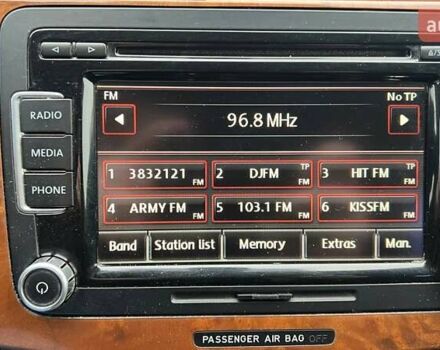 au
FM
No TP
96.8 MHz
RADIO
MEDIA
PHONE
1 3832121 FM
2 DJFM TP FM
3 HIT FM TP FM
4 ARMY FM FM
5 103.1 FM FM
6 KISSFM FM
Band Station list Memory Extras Man.
PASSENGER AIR BAG OFF